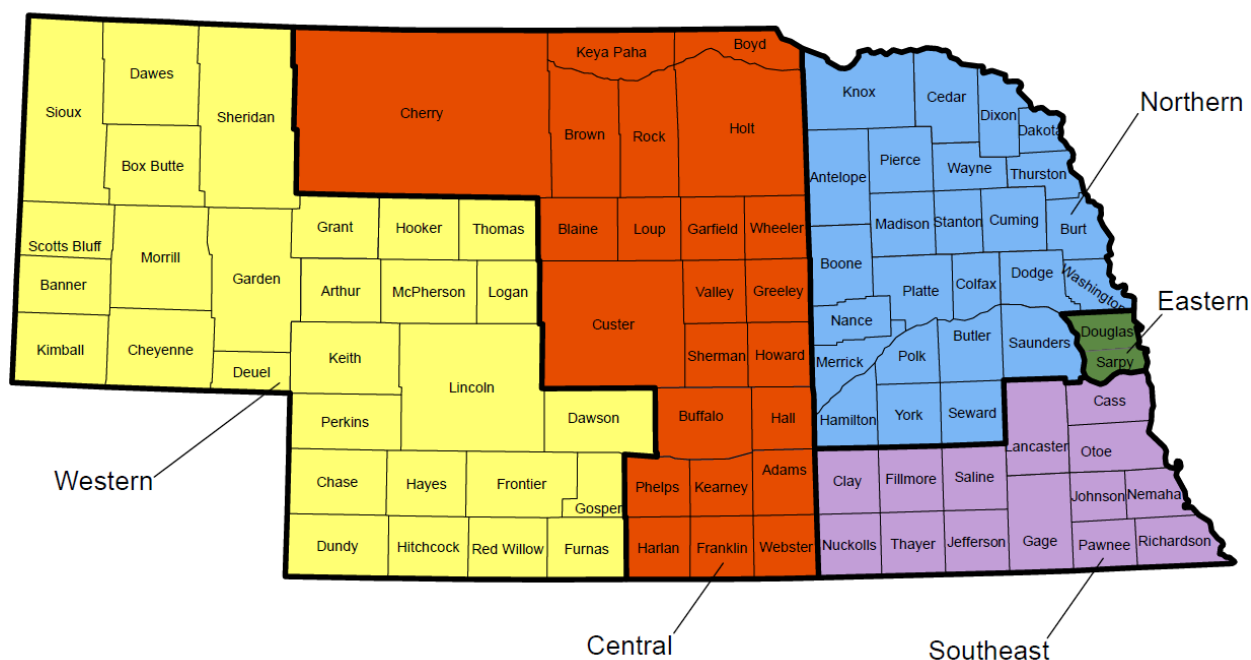 Sioux
Dawes
Sheridan
Box Butte
Scotts Bluff
Banner
Kimball
Morrill
Cheyenne
Garden
Deuel
Grant
Hooker
Thomas
Arthur
McPherson
Logan
Keith
Lincoln
Perkins
Dawson
Chase
Hayes
Frontier
Gosper
Dundy
Hitchcock
Red Willow
Furnas
Western
Cherry
Keya Paha
Boyd
Brown
Rock
Holt
Blaine
Loup
Garfield
Wheeler
Custer
Valley
Greeley
Sherman
Howard
Buffalo
Hall
Phelps
Kearney
Adams
Harlan
Franklin
Webster
Central
Knox
Cedar
Dixon
Dakota
Antelope
Pierce
Wayne
Thurston
Madison
Stanton
Cuming
Burt
Boone
Platte
Colfax
Dodge
Washington
Nance
Merrick
Polk
Butler
Saunders
Hamilton
York
Seward
Northern
Douglas
Sarpy
Eastern
Cass
Lancaster
Otoe
Clay
Fillmore
Saline
Johnson
Nemaha
Nuckolls
Thayer
Jefferson
Gage
Pawnee
Richardson
Southeast